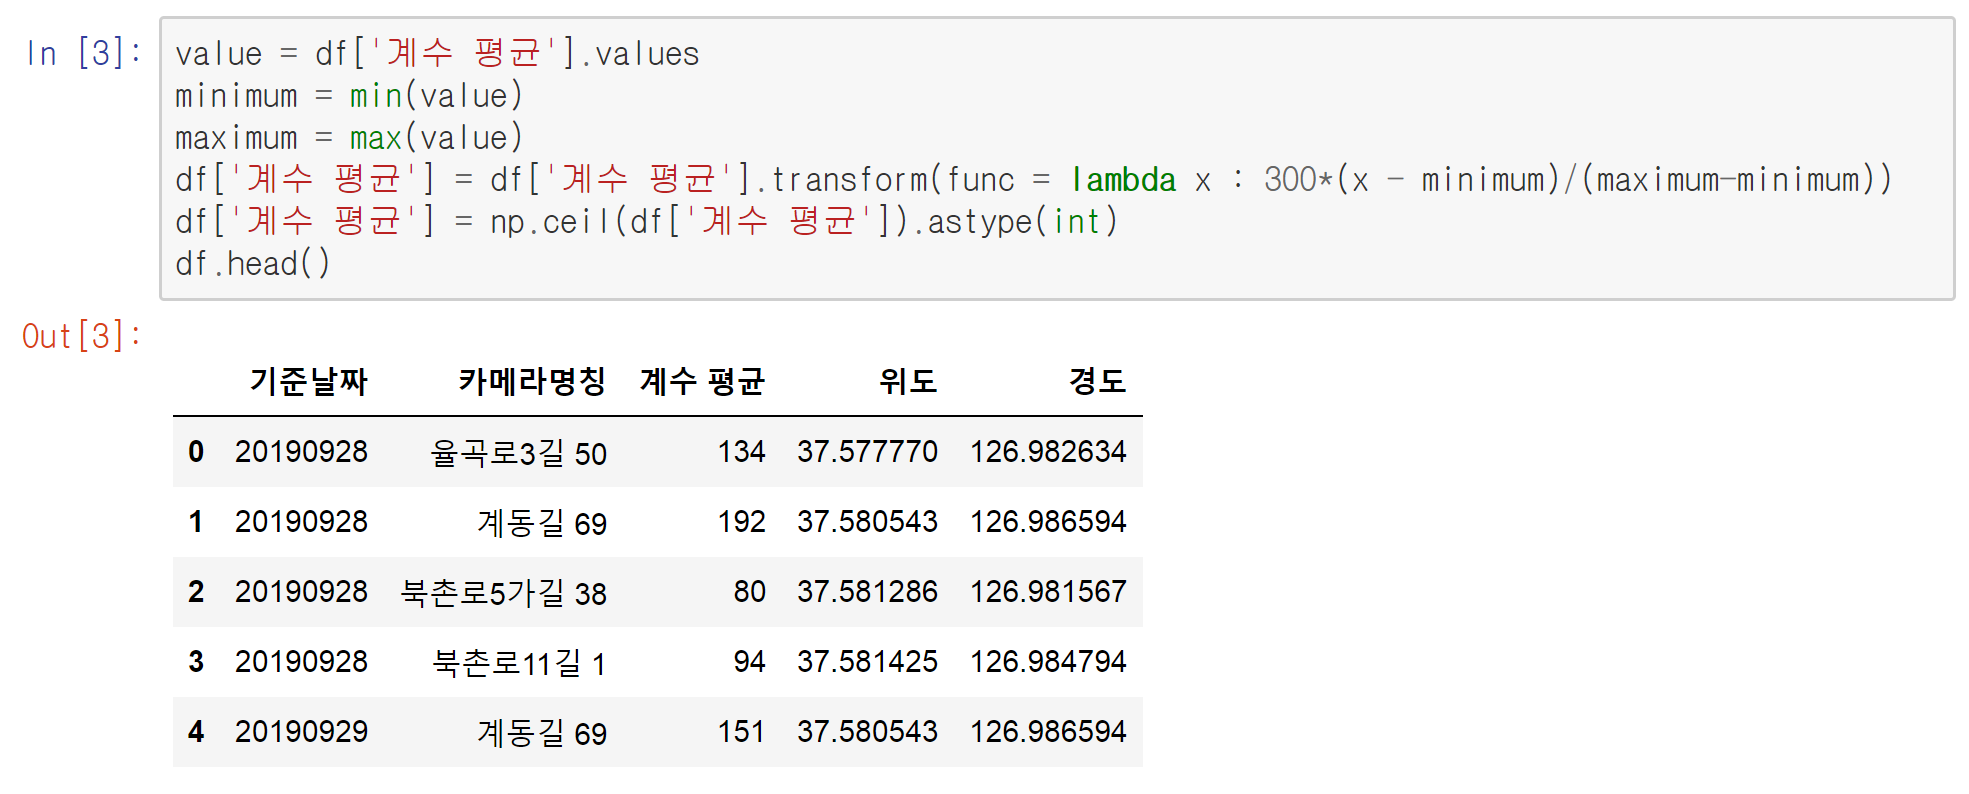 In [3]:
value = df['계수 평균'].values
minimum = min(value)
maximum = max(value)
df['계수 평균'] = df['계수 평균'].transform(func = lambda x : 300*(x - minimum)/(maximum-minimum))
df['계수 평균'] = np.ceil(df['계수 평균']).astype(int)
df.head()
Out[3]:
기준날짜 카메라명칭 계수 평균 위도 경도
0 20190928 율곡로3길 50 134 37.577770 126.982634
1 20190928 계동길 69 192 37.580543 126.986594
2 20190928 북촌로5가길 38 80 37.581286 126.981567
3 20190928 북촌로11길 1 94 37.581425 126.984794
4 20190929 계동길 69 151 37.580543 126.986594